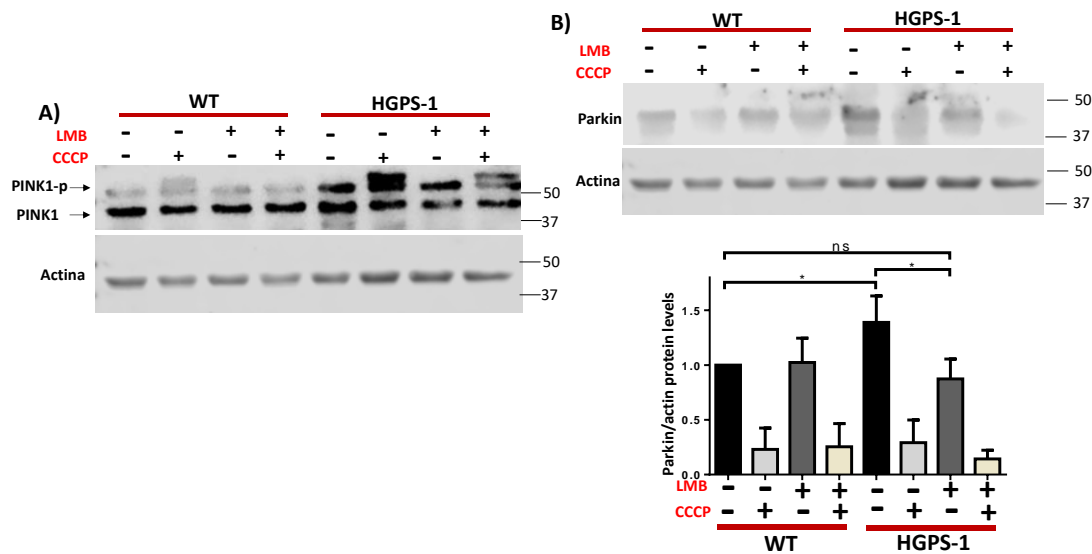 A)
WT HGPS-1
LMB - - + + - - + +
CCCP - + - + - + - +
PINK1-p
PINK1
50
37
Actina
50
37
B)
WT HGPS-1
LMB - - + + - - + +
CCCP - + - + - + - +
Parkin
50
37
Actina
50
37
ns
* *
Parkin/actin protein levels
1.5
1.0
0.5
0.0
LMB - - + + - - + +
CCCP - + - + - + - +
WT HGPS-1